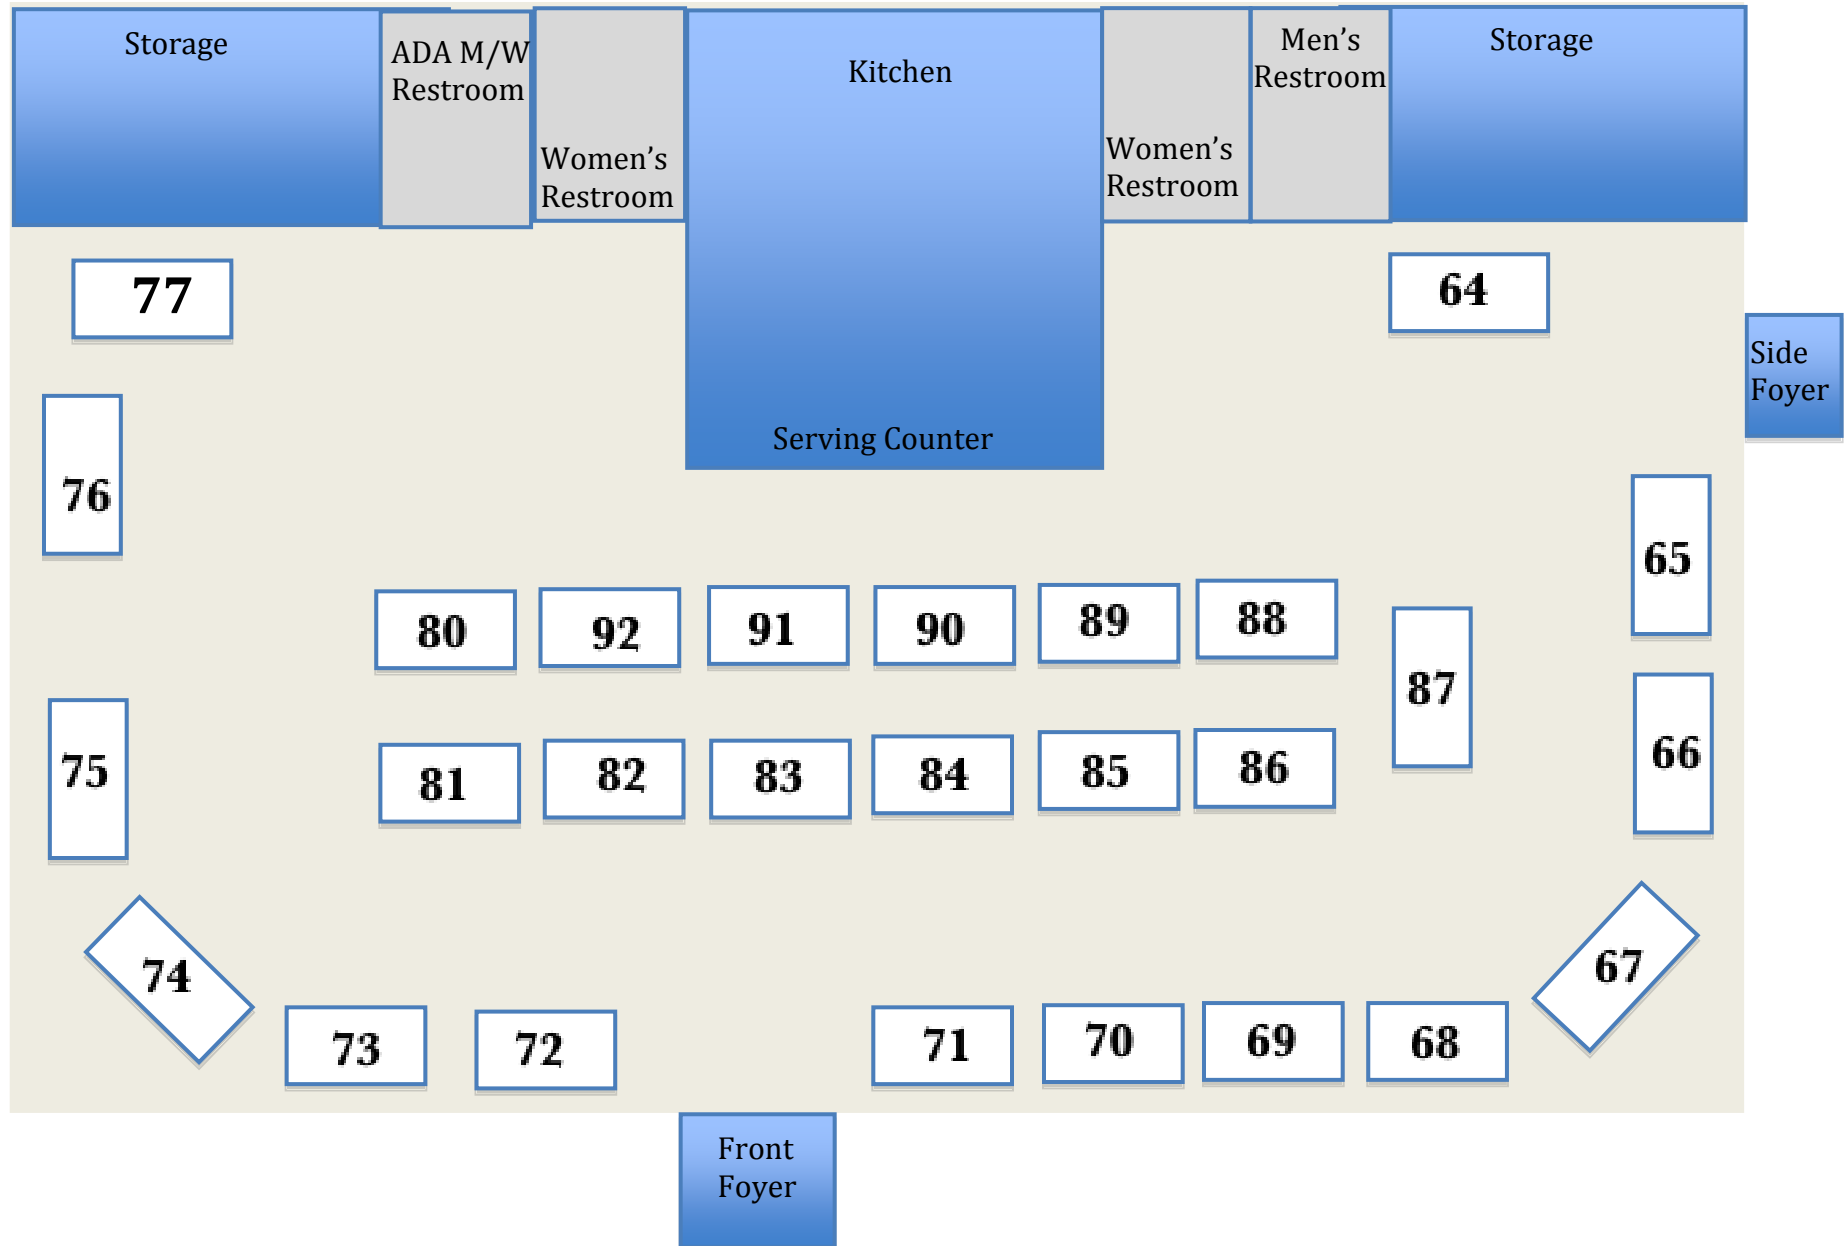 Storage
ADA M/W
Restroom
Women's
Restroom
Kitchen
Serving Counter
Women's
Restroom
Men's
Restroom
Storage
77
64
Side
Foyer
76
65
80
92
91
90
89
88
87
75
81
82
83
84
85
86
66
74
73
72
71
70
69
68
67
Front
Foyer